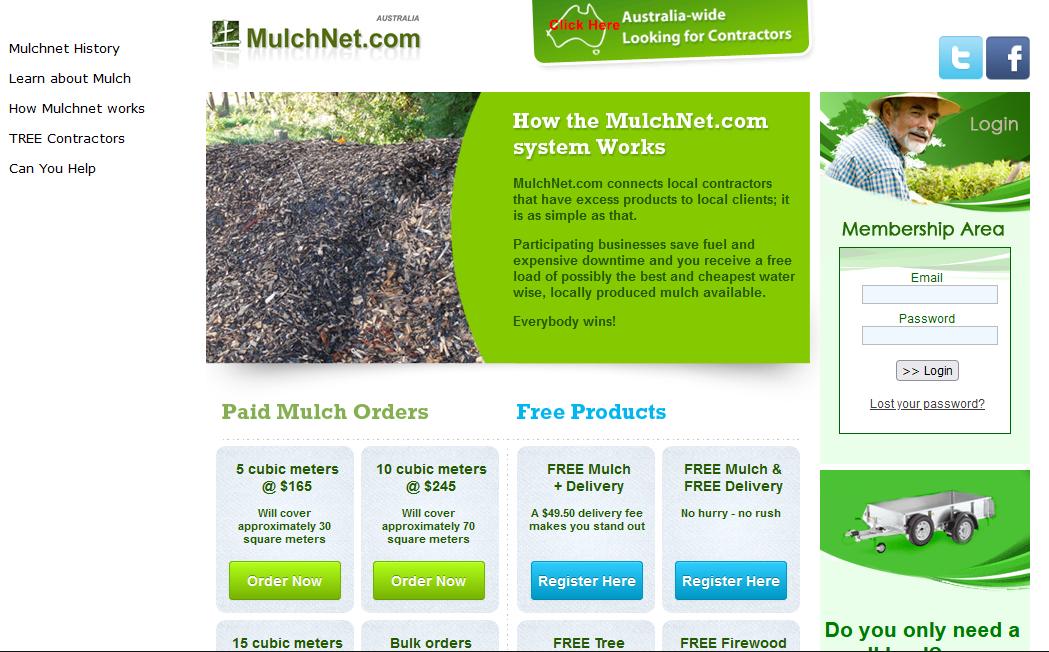 Mulchnet History
Learn about Mulch
How Mulchnet works
TREE Contractors
Can You Help
AUSTRALIA
MulchNet.com
Click Here
Australia-wide
Looking for Contractors
t
f
How the MulchNet.com
system Works
MulchNet.com connects local contractors
that have excess products to local clients; it
is as simple as that.
Participating businesses save fuel and
expensive downtime and you receive a free
load of possibly the best and cheapest water
wise, locally produced mulch available.
Everybody wins!
Login
Membership Area
Email
Password
>> Login
Lost your password?
Paid Mulch Orders
Free Products
5 cubic meters
@ $165
Will cover
approximately 30
square meters
Order Now
10 cubic meters
@ $245
Will cover
approximately 70
square meters
Order Now
FREE Mulch
+ Delivery
A $49.50 delivery fee
makes you stand out
Register Here
FREE Mulch &
FREE Delivery
No hurry - no rush
Register Here
15 cubic meters
Bulk orders
FREE Tree
FREE Firewood
Do you only need a